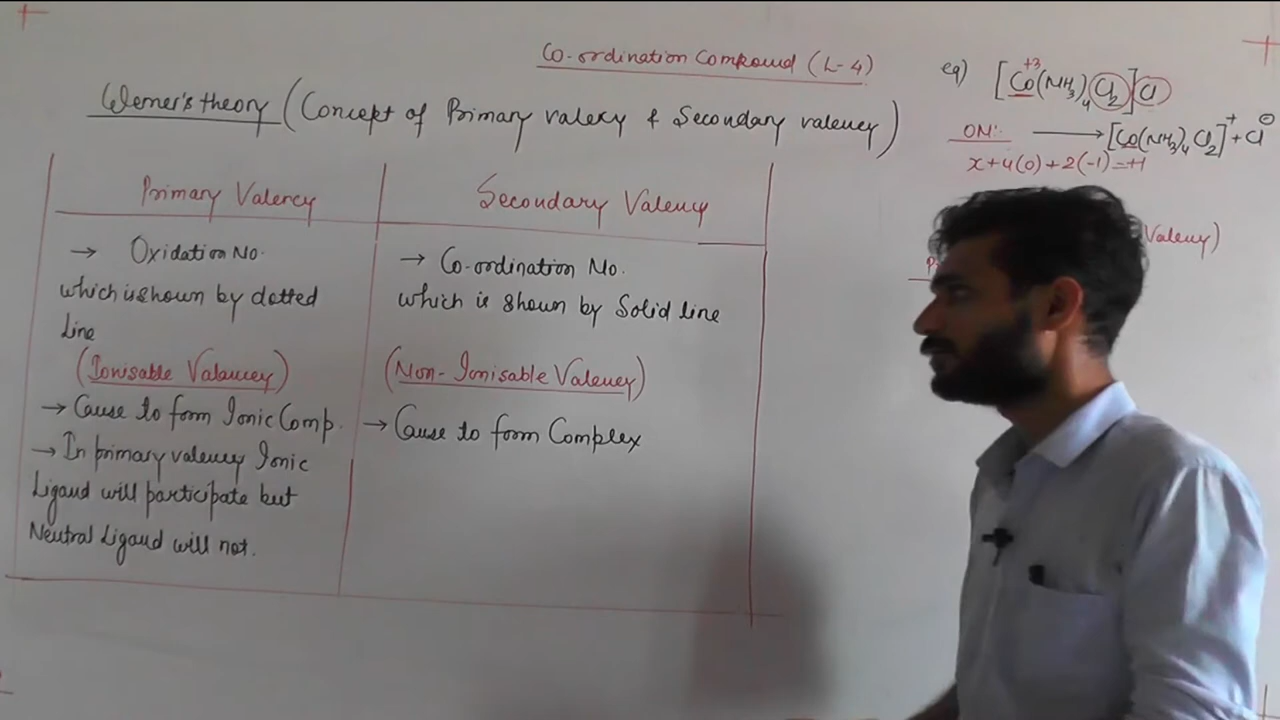 Co-ordination Compound (L-4)
Werner's theory (Concept of Primary valency & Secondary valency)
Primary Valency
→ Oxidation No.
which is shown by dotted
Line
(Ionisable Valancey)
→ Cause to form Ionic Comp.
→ In primary valency Ionic
Ligand will participate but
Neutral Ligand will not.
Secondary Valency
→ Co-ordination No.
which is shown by Solid line
(Non-Ionisable Valency)
→ Cause to form Complex
eg) [Co(NH3)4Cl2]Cl
+3
ON:- → [Co(NH3)4Cl2]+ + Cl⊖
x+4(0)+2(-1)=+1
Valency)